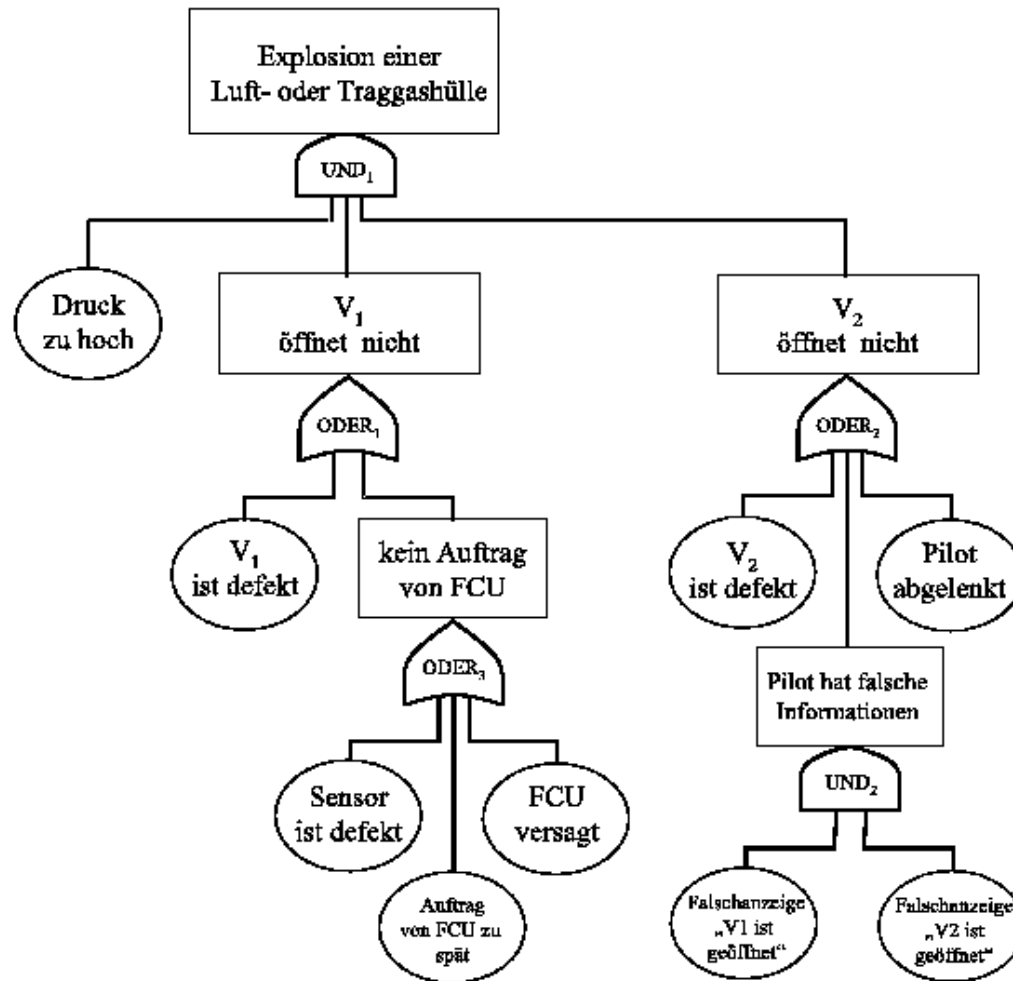 Explosion einer
Luft- oder Traggashülle
UND₁
Druck
zu hoch
V₁
öffnet nicht
V₂
öffnet nicht
ODER₁
ODER₂
V₁
ist defekt
kein Auftrag
von FCU
V₂
ist defekt
Pilot
abgelenkt
ODER₃
Pilot hat falsche
Informationen
Sensor
ist defekt
FCU
versagt
UND₂
Auftrag
von FCU zu
spät
Falschanzeige
„V1 ist
geöffnet“
Falschanzeige
„V2 ist
geöffnet“